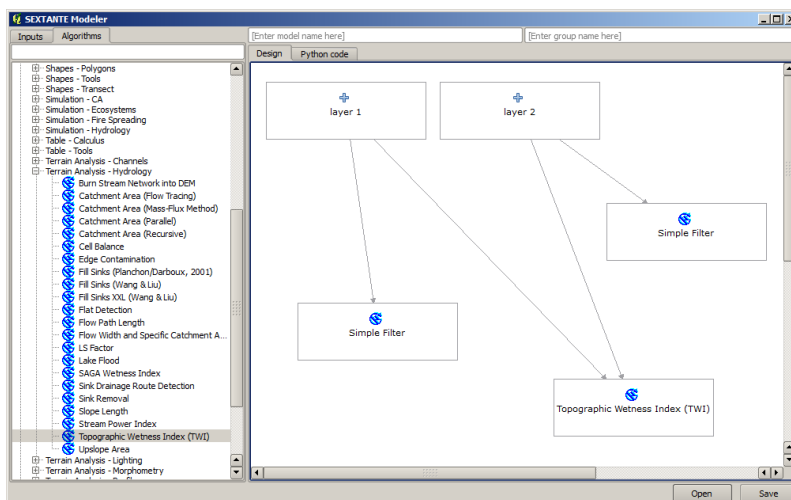 SEXTANTE Modeler
Inputs
Algorithms
[Enter model name here]
[Enter group name here]
Design
Python code
Shapes - Polygons
Shapes - Tools
Shapes - Transect
Simulation - CA
Simulation - Ecosystems
Simulation - Fire Spreading
Simulation - Hydrology
Table - Calculus
Table - Tools
Terrain Analysis - Channels
Terrain Analysis - Hydrology
Burn Stream Network into DEM
Catchment Area (Flow Tracing)
Catchment Area (Mass-Flux Method)
Catchment Area (Parallel)
Catchment Area (Recursive)
Cell Balance
Edge Contamination
Fill Sinks (Planchon/Darboux, 2001)
Fill Sinks (Wang & Liu)
Fill Sinks XXL (Wang & Liu)
Flat Detection
Flow Path Length
Flow Width and Specific Catchment A...
LS Factor
Lake Flood
SAGA Wetness Index
Sink Drainage Route Detection
Sink Removal
Slope Length
Stream Power Index
Topographic Wetness Index (TWI)
Upslope Area
Terrain Analysis - Lighting
Terrain Analysis - Morphometry
layer 1
layer 2
Simple Filter
Simple Filter
Topographic Wetness Index (TWI)
Open
Save